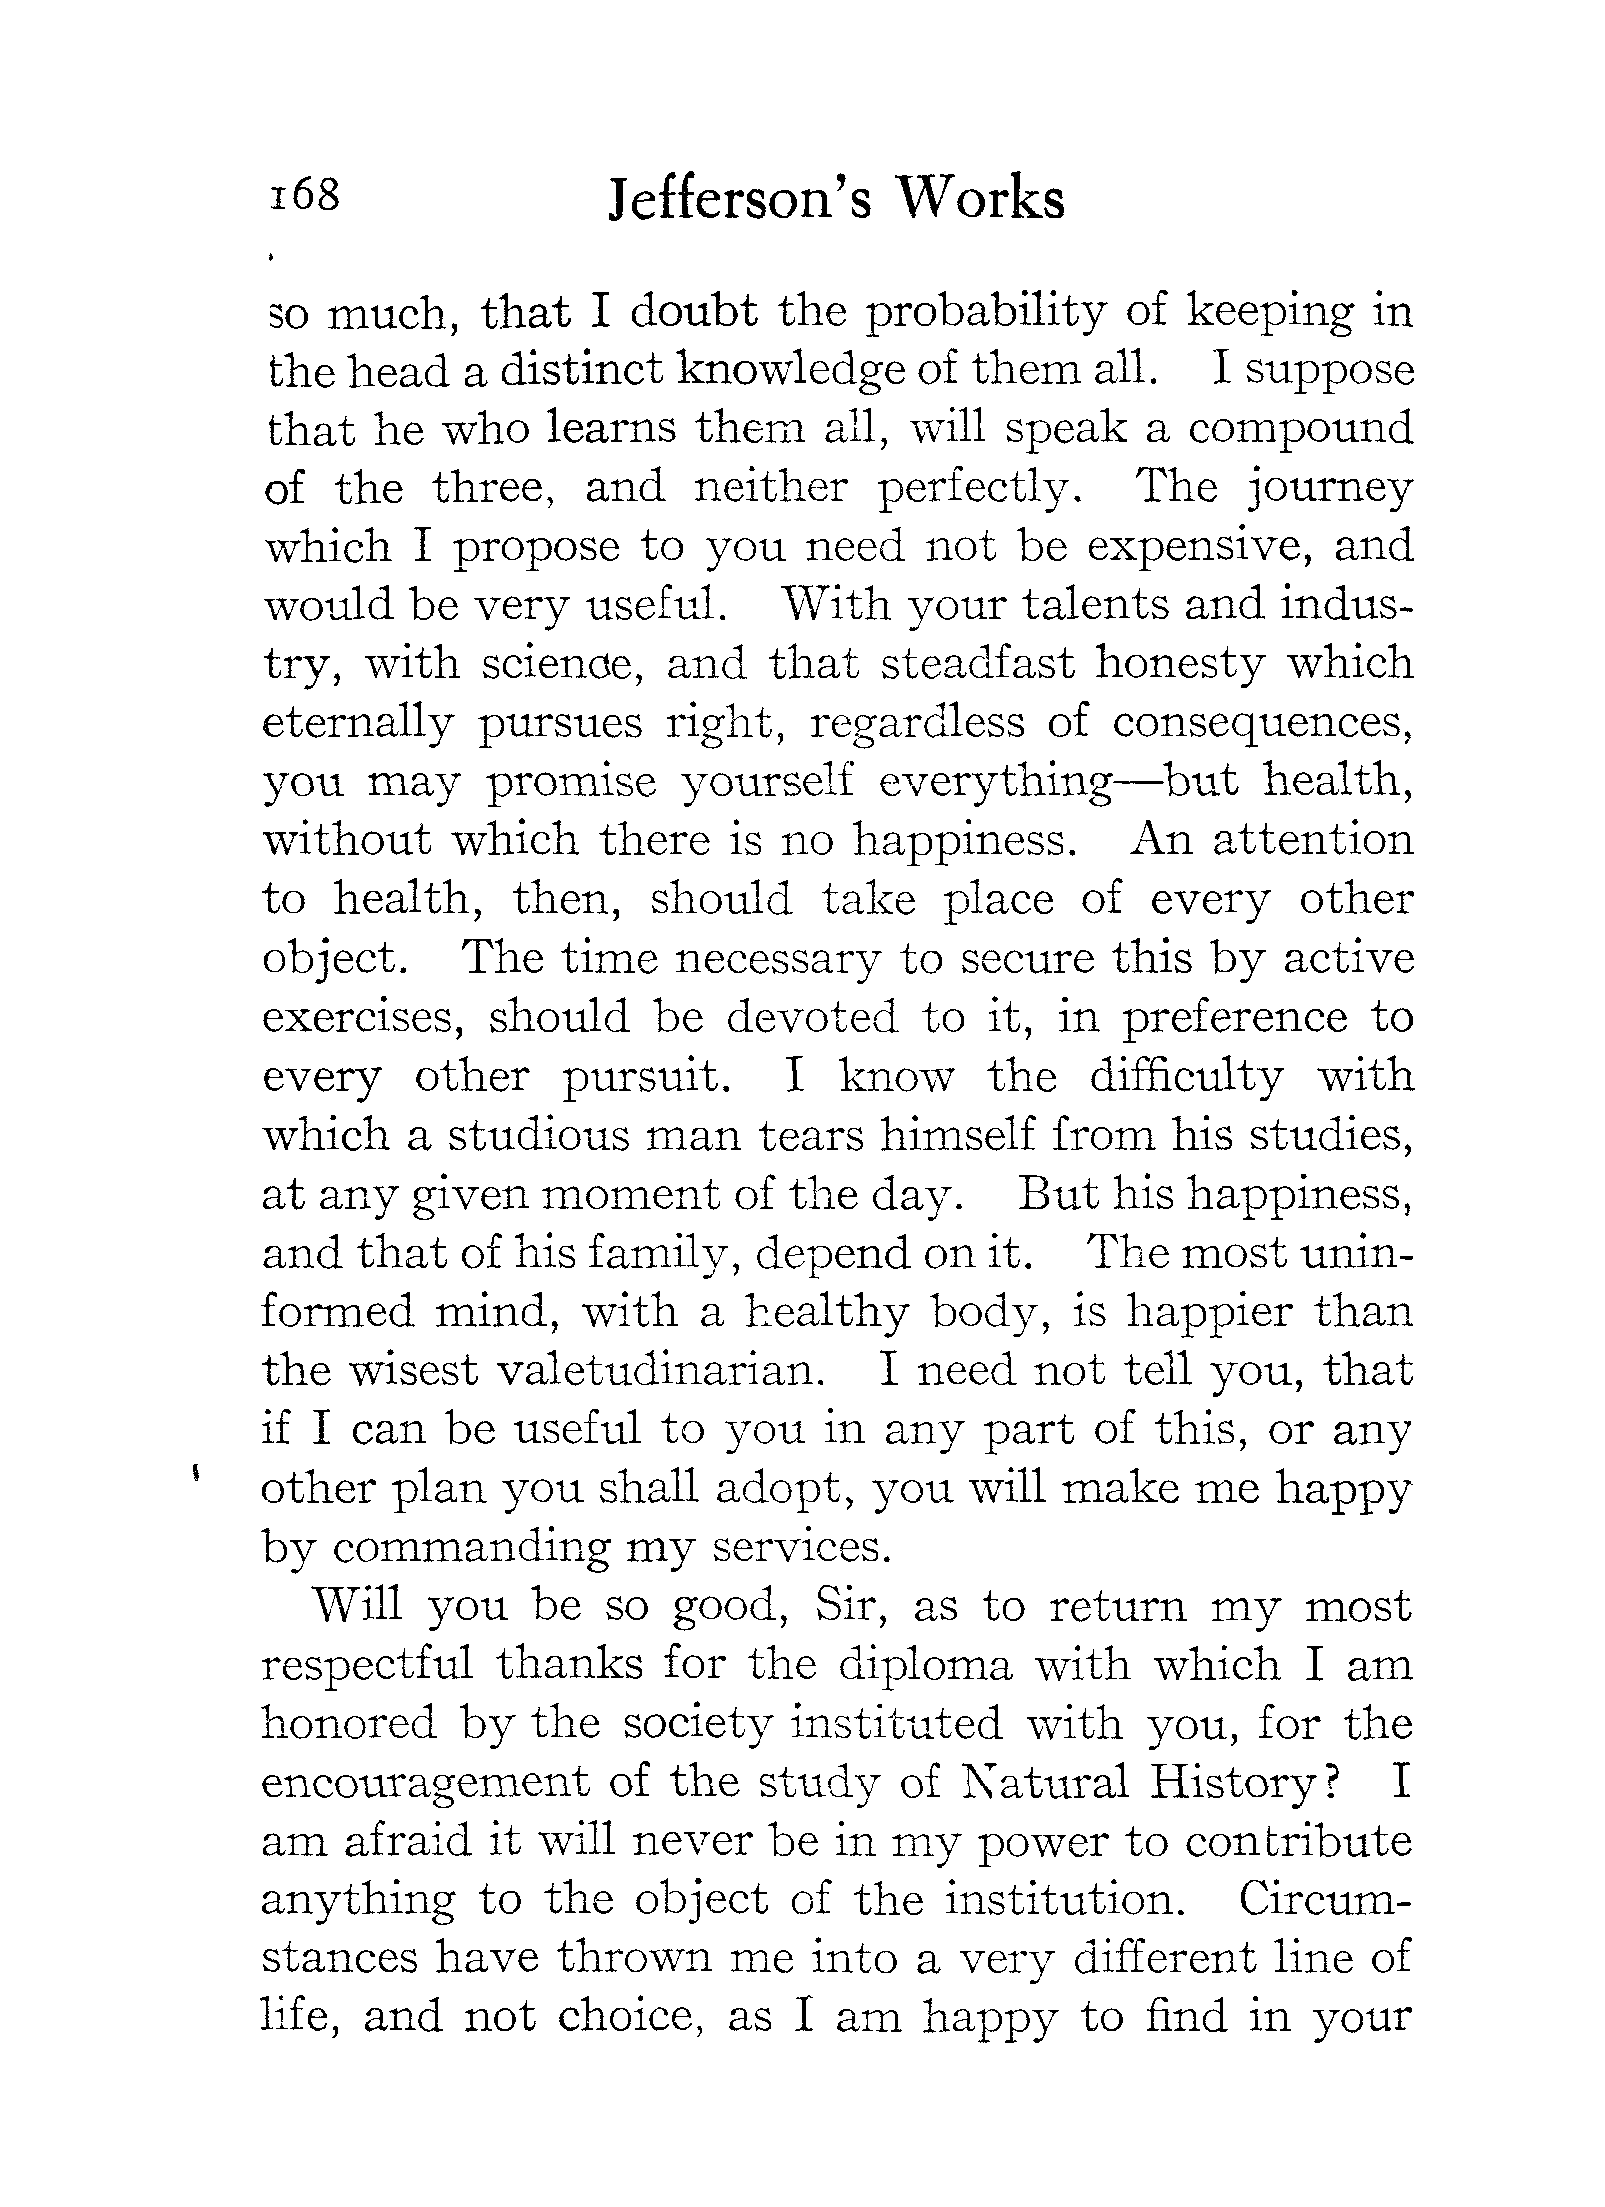 168 Jefferson's Works
so much, that I doubt the probability of keeping in
the head a distinct knowledge of them all. I suppose
that he who learns them all, will speak a compound
of the three, and neither perfectly. The journey
which I propose to you need not be expensive, and
would be very useful. With your talents and indus-
try, with science, and that steadfast honesty which
eternally pursues right, regardless of consequences,
you may promise yourself everything—but health,
without which there is no happiness. An attention
to health, then, should take place of every other
object. The time necessary to secure this by active
exercises, should be devoted to it, in preference to
every other pursuit. I know the difficulty with
which a studious man tears himself from his studies,
at any given moment of the day. But his happiness,
and that of his family, depend on it. The most unin-
formed mind, with a healthy body, is happier than
the wisest valetudinarian. I need not tell you, that
if I can be useful to you in any part of this, or any
other plan you shall adopt, you will make me happy
by commanding my services.
Will you be so good, Sir, as to return my most
respectful thanks for the diploma with which I am
honored by the society instituted with you, for the
encouragement of the study of Natural History? I
am afraid it will never be in my power to contribute
anything to the object of the institution. Circum-
stances have thrown me into a very different line of
life, and not choice, as I am happy to find in your